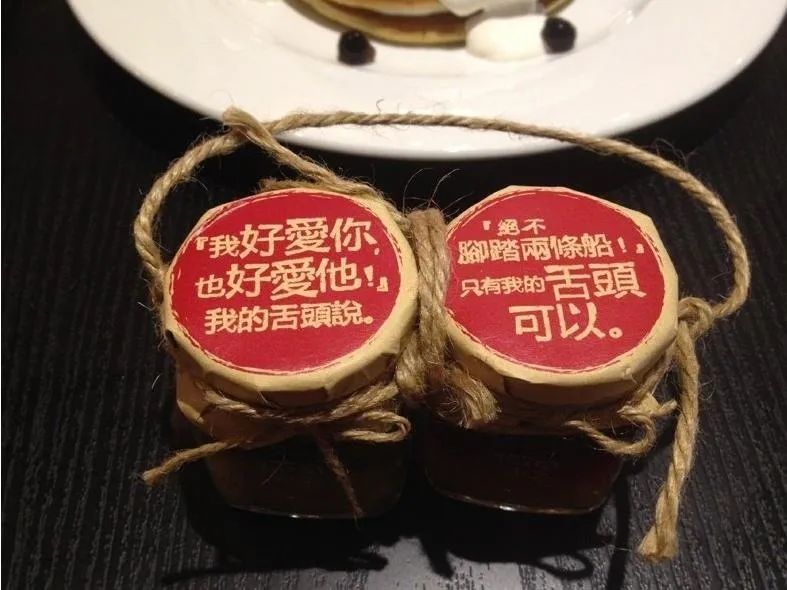 『我好愛你,
也好愛他!』
我的舌頭說。
『絕不
腳踏兩條船!』
只有我的舌頭
可以。